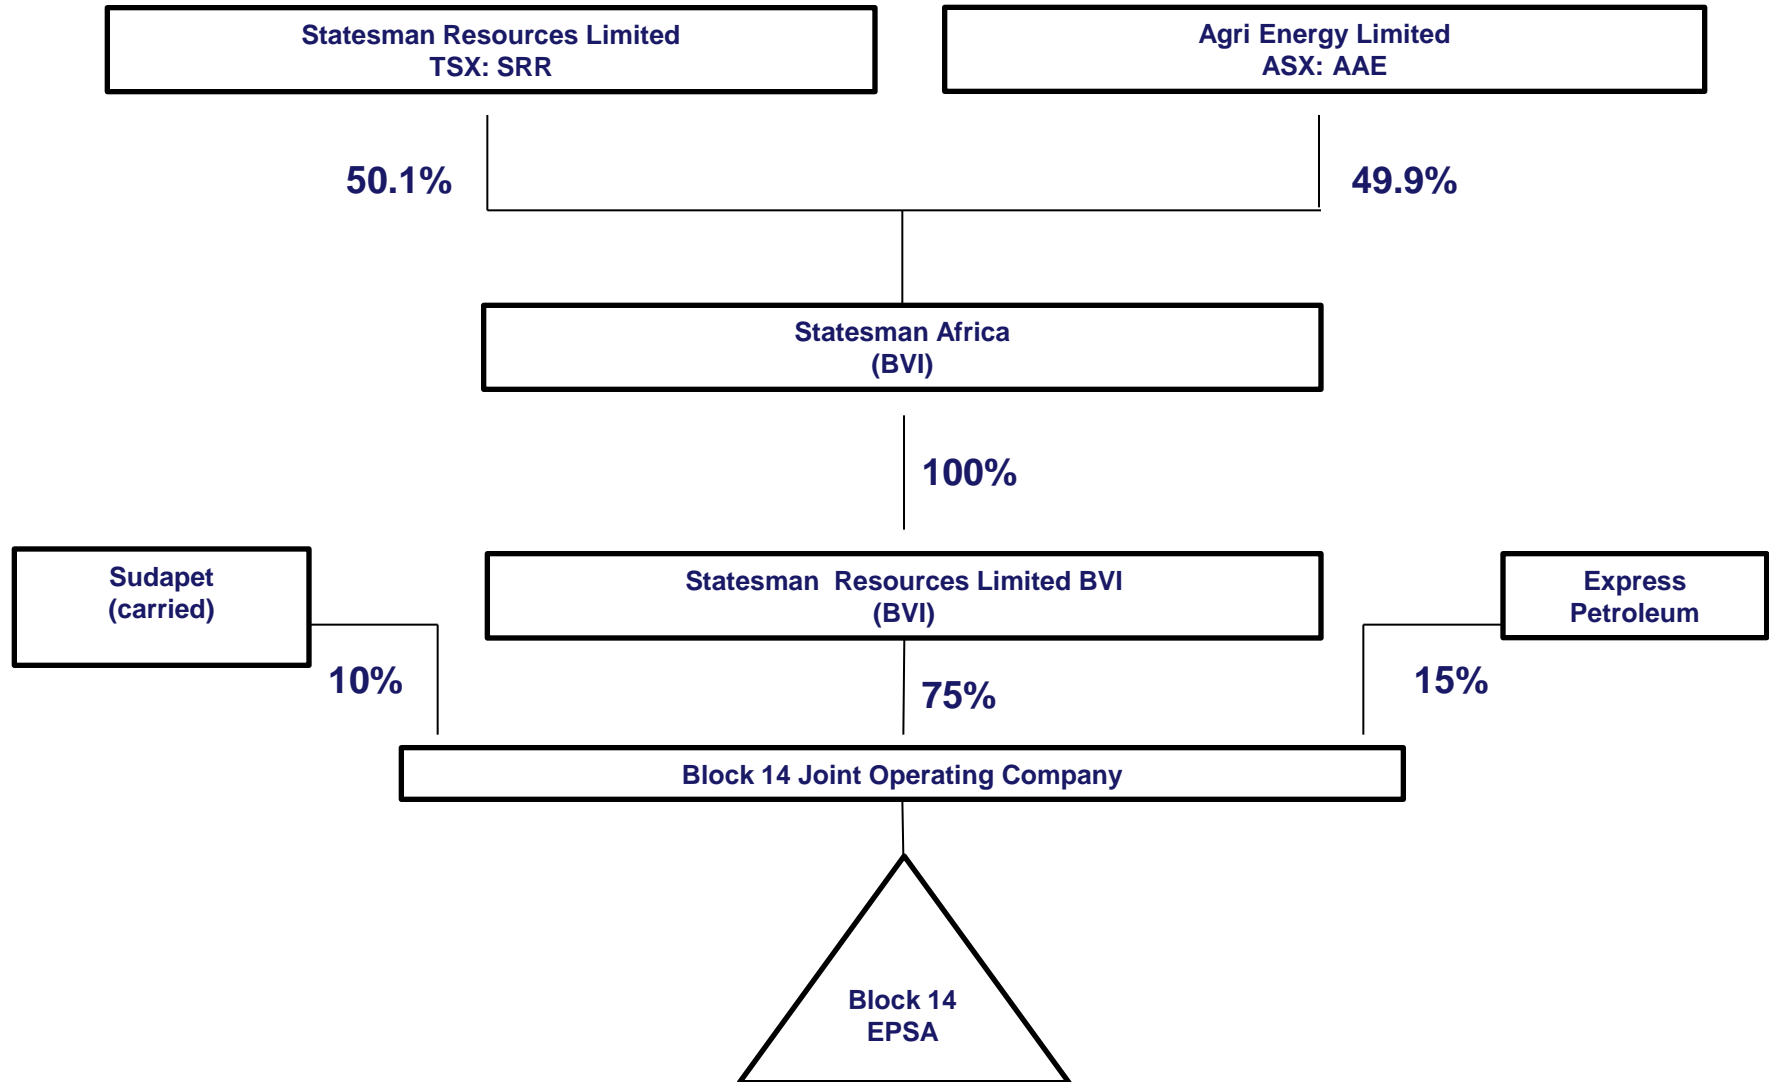 Statesman Resources Limited
TSX: SRR
Agri Energy Limited
ASX: AAE
50.1%
49.9%
Statesman Africa
(BVI)
100%
Sudapet
(carried)
Statesman Resources Limited BVI
(BVI)
Express
Petroleum
10%
75%
15%
Block 14 Joint Operating Company
Block 14
EPSA